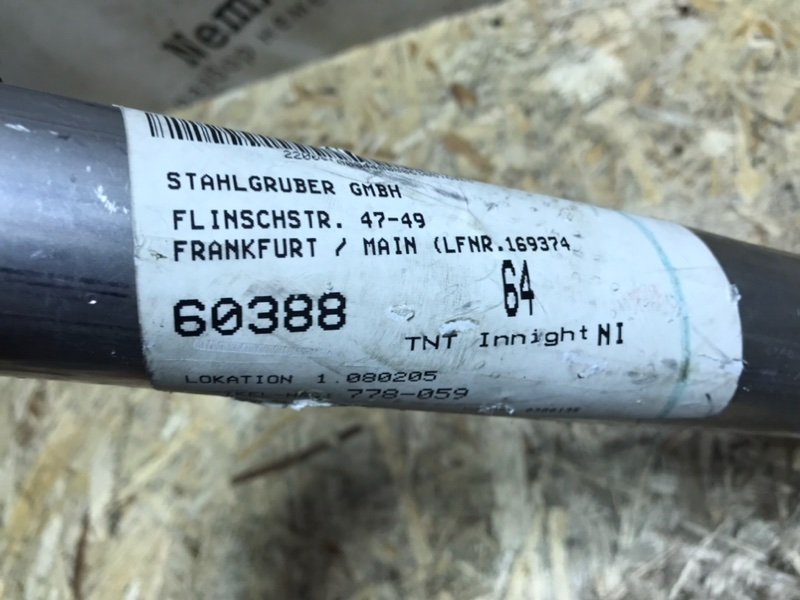 STAHLGRUBER GMBH
FLINSCHSTR. 47-49
FRANKFURT / MAIN (LFNR.169374
64
60388
TNT Innight NI
LOKATION 1.080205
778-059